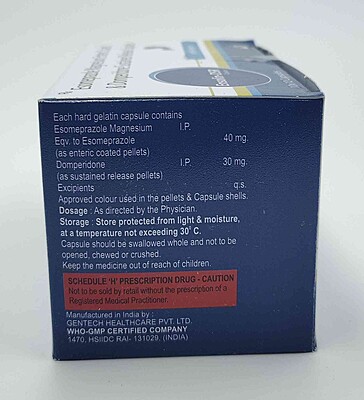 Each hard gelatin capsule contains
Esomeprazole Magnesium I.P.
Eqv. to Esomeprazole 40 mg.
(as enteric coated pellets)
Domperidone I.P. 30 mg.
(as sustained release pellets)
Excipients q.s.
Approved colour used in the pellets & Capsule shells.
Dosage : As directed by the Physician
Storage : Store protected from light & moisture,
at a temperature not exceeding 30° C.
Capsule should be swallowed whole and not to be
opened, chewed or crushed.
Keep the medicine out of reach of children.
SCHEDULE 'H' PRESCRIPTION DRUG - CAUTION
Not to be sold by retail without the prescription of a
Registered Medical Practitioner.
Manufactured in India by :
GENTECH HEALTHCARE PVT. LTD.
WHO-GMP CERTIFIED COMPANY
1470, HSIIDC RAI- 131029, (INDIA)